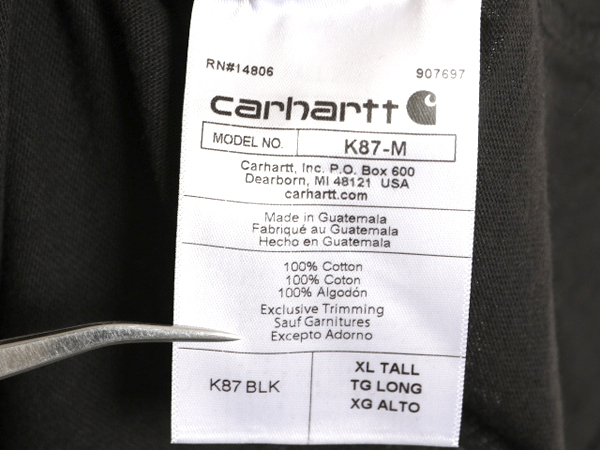 RN#14806 907697
carhartt
MODEL NO. K87-M
Carhartt, Inc. P.O. Box 600
Dearborn, MI 48121 USA
carhartt.com
Made in Guatemala
Fabriqué au Guatemala
Hecho en Guatemala
100% Cotton
100% Coton
100% Algodón
Exclusive Trimming
Sauf Garnitures
Excepto Adorno
K87 BLK
XL TALL
TG LONG
XG ALTO